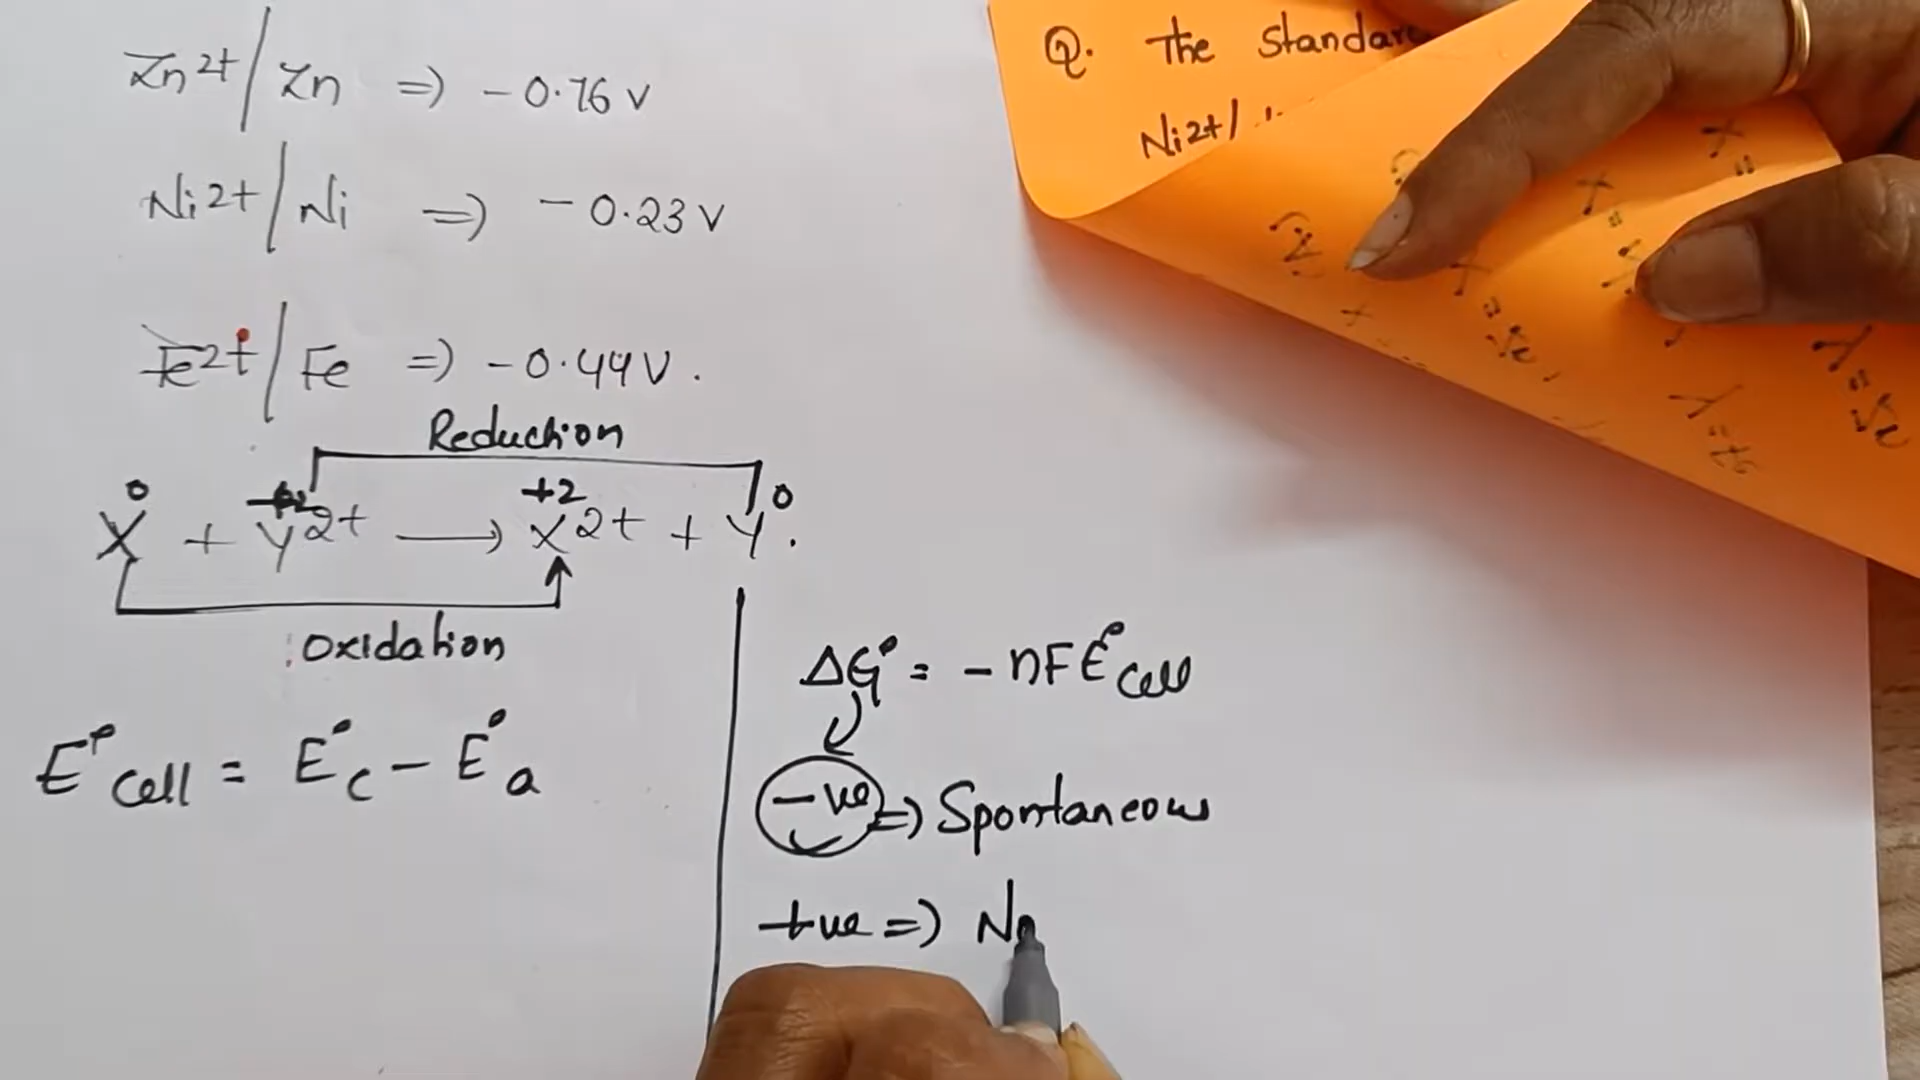 Zn2+/Zn => -0.76 V
Ni2+/Ni => -0.23 V
Fe2+/Fe => -0.44 V.
Reduction
0 +2 +2 0
X + Y2+ → X2+ + Y.
Oxidation
E°cell = E°c - E°a
ΔG° = -nFE°cell
-ve => Spontaneous
+ve => No
Q. The Standar
Ni2+/